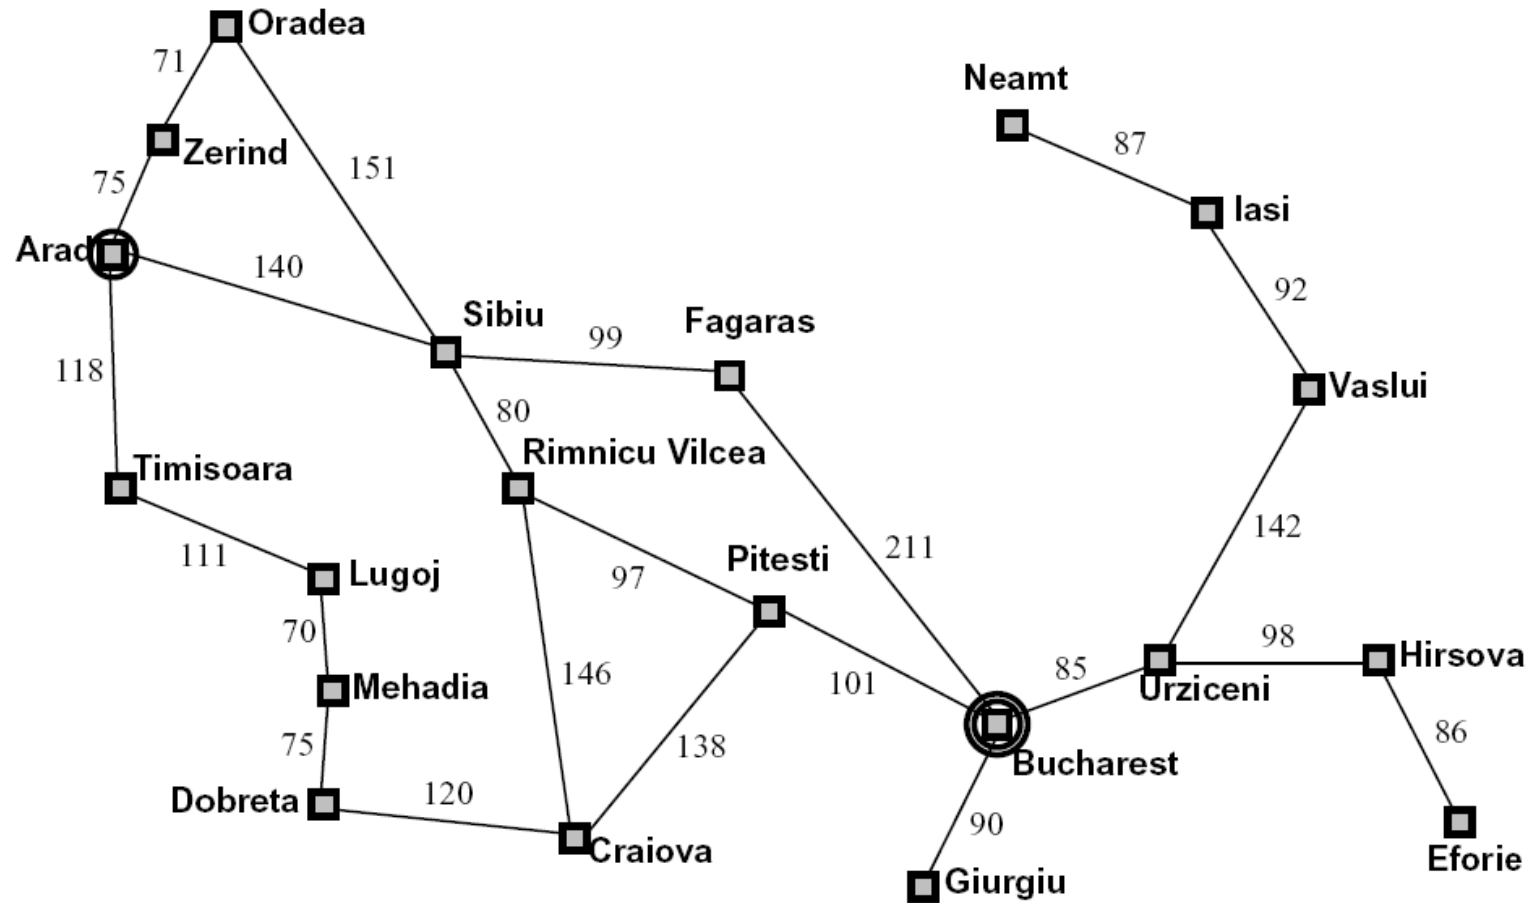 Oradea
71
Neamt
87
Zerind
151
75
Iasi
Arad
140
92
Sibiu
Fagaras
99
118
80
Vaslui
Rimnicu Vilcea
Timisoara
142
111
211
Pitesti
Lugoj
97
70
98
Hirsova
146
101
85
Urziceni
Mehadia
75
138
86
Bucharest
Dobreta
120
90
Craiova
Eforie
Giurgiu